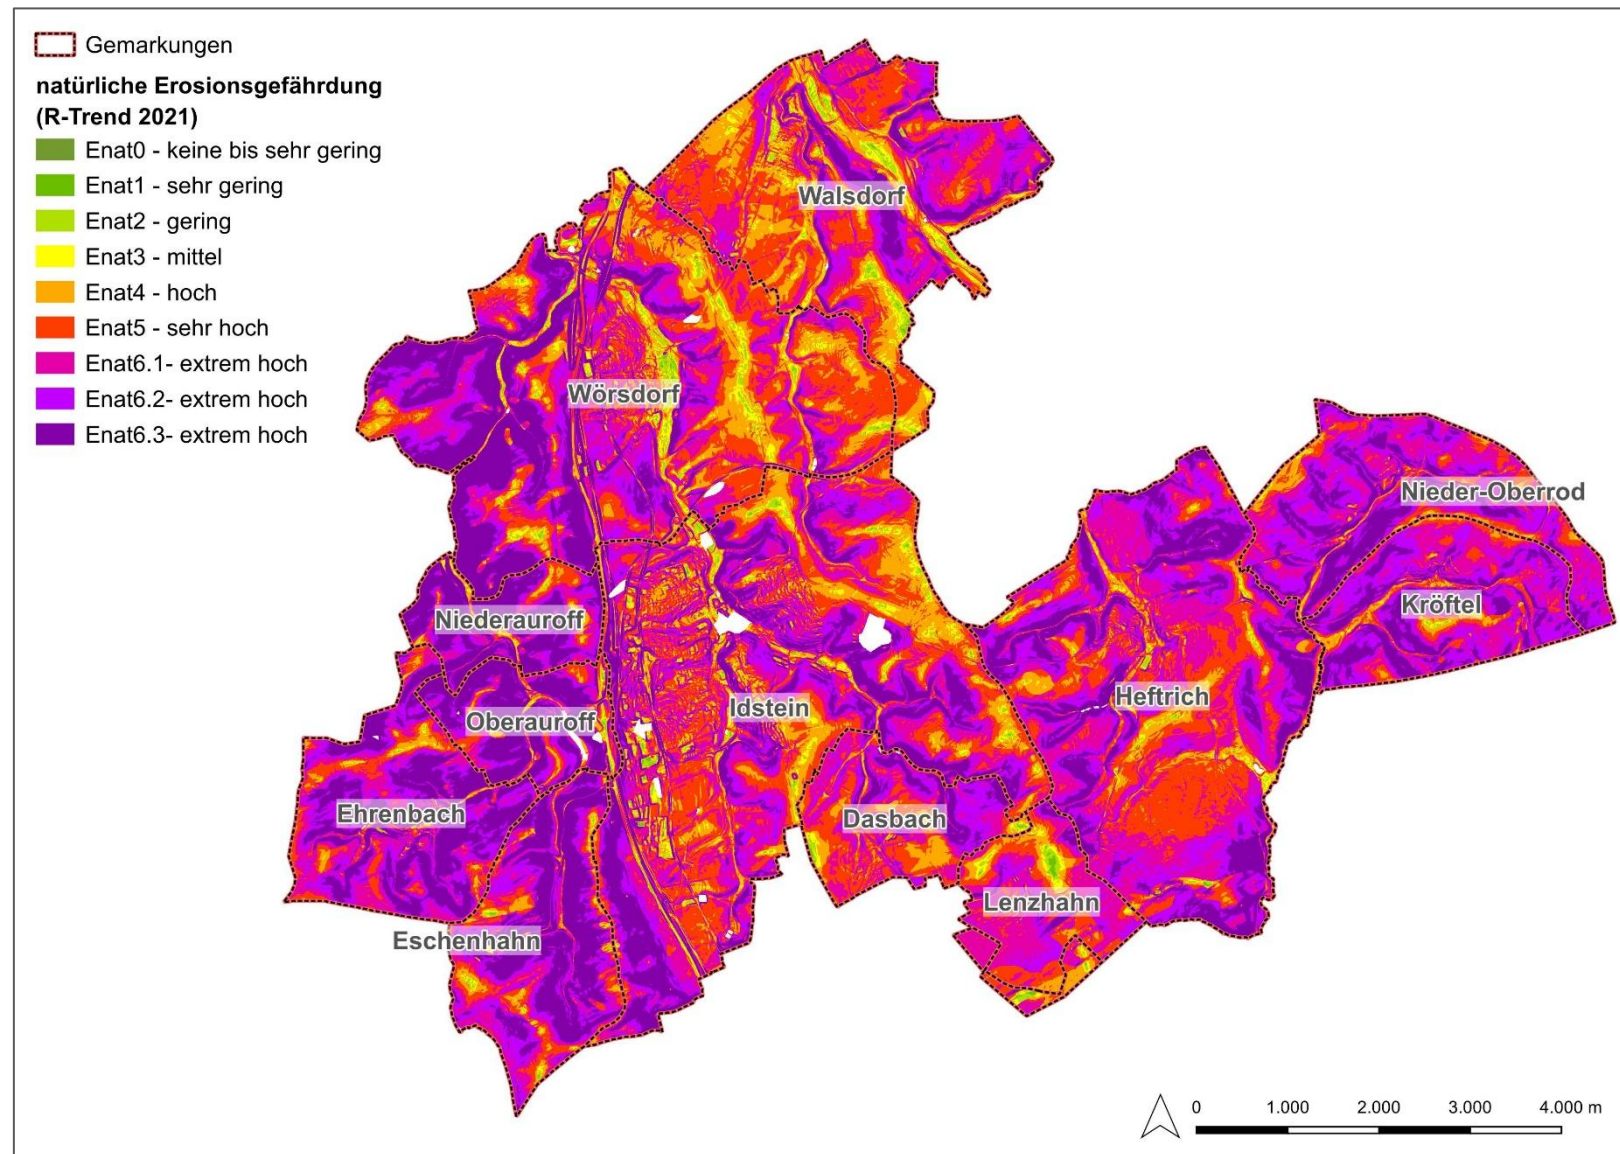 Gemarkungen
natürliche Erosionsgefährdung
(R-Trend 2021)
Enat0 - keine bis sehr gering
Enat1 - sehr gering
Enat2 - gering
Enat3 - mittel
Enat4 - hoch
Enat5 - sehr hoch
Enat6.1- extrem hoch
Enat6.2- extrem hoch
Enat6.3- extrem hoch
Walsdorf
Wörsdorf
Nieder-Oberrod
Kröftel
Niederauroff
Heftrich
Idstein
Oberauroff
Ehrenbach
Dasbach
Lenzhahn
Eschenhahn
0 1.000 2.000 3.000 4.000 m